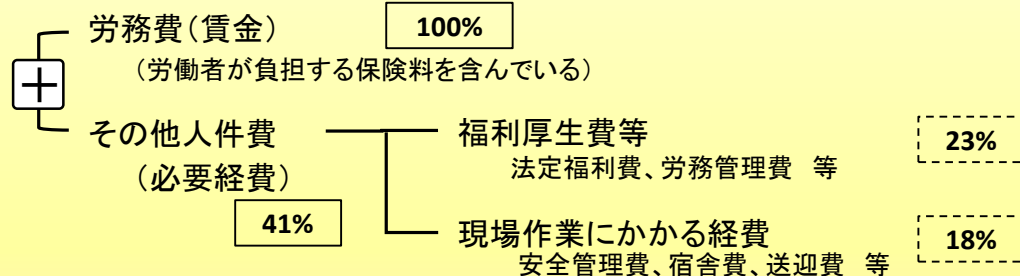 労務費（賃金） 100%
（労働者が負担する保険料を含んでいる）
＋
その他人件費
（必要経費）
41%
福利厚生費等 23%
法定福利費、労務管理費 等
現場作業にかかる経費 18%
安全管理費、宿舎費、送迎費 等